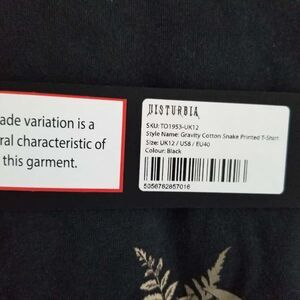 ade variation is a
ral characteristic of
this garment.
DISTURBIA
SKU: TO1953-UK12
Style Name: Gravity Cotton Snake Printed T-Shirt
Size: UK12 / US8 / EU40
Colour: Black
5056762857016